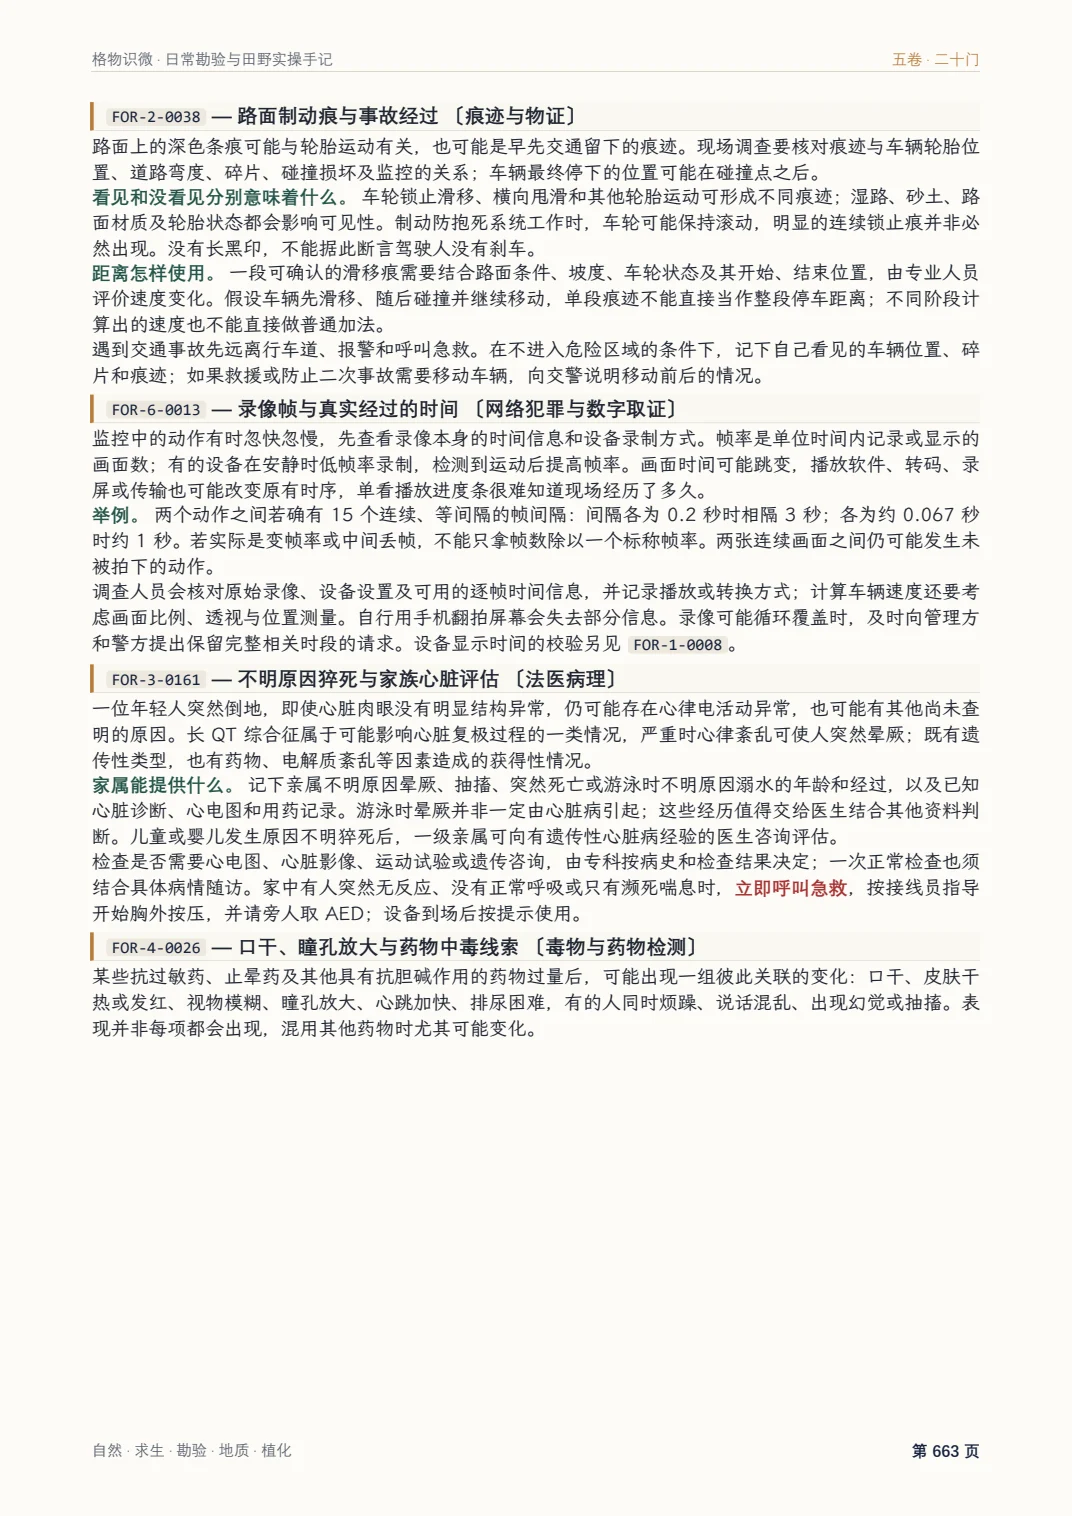 格物识微 · 日常勘验与田野实操手记
五卷 · 二十门
FOR-2-0038 — 路面制动痕与事故经过 〔痕迹与物证〕
路面上的深色条痕可能与轮胎运动有关，也可能是早先交通留下的痕迹。现场调查要核对痕迹与车辆轮胎位
置、道路弯度、碎片、碰撞损坏及监控的关系；车辆最终停下的位置可能在碰撞点之后。
看见和没看见分别意味着什么。 车轮锁止滑移、横向甩滑和其他轮胎运动可形成不同痕迹；湿路、砂土、路
面材质及轮胎状态都会影响可见性。制动防抱死系统工作时，车轮可能保持滚动，明显的连续锁止痕并非必
然出现。没有长黑印，不能据此断言驾驶人没有刹车。
距离怎样使用。 一段可确认的滑移痕需要结合路面条件、坡度、车轮状态及其开始、结束位置，由专业人员
评价速度变化。假设车辆先滑移、随后碰撞并继续移动，单段痕迹不能直接当作整段停车距离；不同阶段计
算出的速度也不能直接做普通加法。
遇到交通事故先远离行车道、报警和呼叫急救。在不进入危险区域的条件下，记下自己看见的车辆位置、碎
片和痕迹；如果救援或防止二次事故需要移动车辆，向交警说明移动前后的情况。
FOR-6-0013 — 录像帧与真实经过的时间 〔网络犯罪与数字取证〕
监控中的动作有时忽快忽慢，先查看录像本身的时间信息和设备录制方式。帧率是单位时间内记录或显示的
画面数；有的设备在安静时低帧率录制，检测到运动后提高帧率。画面时间可能跳变，播放软件、转码、录
屏或传输也可能改变原有时序，单看播放进度条很难知道现场经历了多久。
举例。 两个动作之间若确有 15 个连续、等间隔的帧间隔：间隔各为 0.2 秒时相隔 3 秒；各为约 0.067 秒
时约 1 秒。若实际是变帧率或中间丢帧，不能只拿帧数除以一个标称帧率。两张连续画面之间仍可能发生未
被拍下的动作。
调查人员会核对原始录像、设备设置及可用的逐帧时间信息，并记录播放或转换方式；计算车辆速度还要考
虑画面比例、透视与位置测量。自行用手机翻拍屏幕会失去部分信息。录像可能循环覆盖时，及时向管理方
和警方提出保留完整相关时段的请求。设备显示时间的校验另见 FOR-1-0008 。
FOR-3-0161 — 不明原因猝死与家族心脏评估 〔法医病理〕
一位年轻人突然倒地，即使心脏肉眼没有明显结构异常，仍可能存在心律电活动异常，也可能有其他尚未查
明的原因。长 QT 综合征属于可能影响心脏复极过程的一类情况，严重时心律紊乱可使人突然晕厥；既有遗
传性类型，也有药物、电解质紊乱等因素造成的获得性情况。
家属能提供什么。 记下亲属不明原因晕厥、抽搐、突然死亡或游泳时不明原因溺水的年龄和经过，以及已知
心脏诊断、心电图和用药记录。游泳时晕厥并非一定由心脏病引起；这些经历值得交给医生结合其他资料判
断。儿童或婴儿发生原因不明猝死后，一级亲属可向有遗传性心脏病经验的医生咨询评估。
检查是否需要心电图、心脏影像、运动试验或遗传咨询，由专科按病史和检查结果决定；一次正常检查也须
结合具体病情随访。家中有人突然无反应、没有正常呼吸或只有濒死喘息时，立即呼叫急救，按接线员指导
开始胸外按压，并请旁人取 AED；设备到场后按提示使用。
FOR-4-0026 — 口干、瞳孔放大与药物中毒线索 〔毒物与药物检测〕
某些抗过敏药、止晕药及其他具有抗胆碱作用的药物过量后，可能出现一组彼此关联的变化：口干、皮肤干
热或发红、视物模糊、瞳孔放大、心跳加快、排尿困难，有的人同时烦躁、说话混乱、出现幻觉或抽搐。表
现并非每项都会出现，混用其他药物时尤其可能变化。
自然 · 求生 · 勘验 · 地质 · 植化
第 663 页